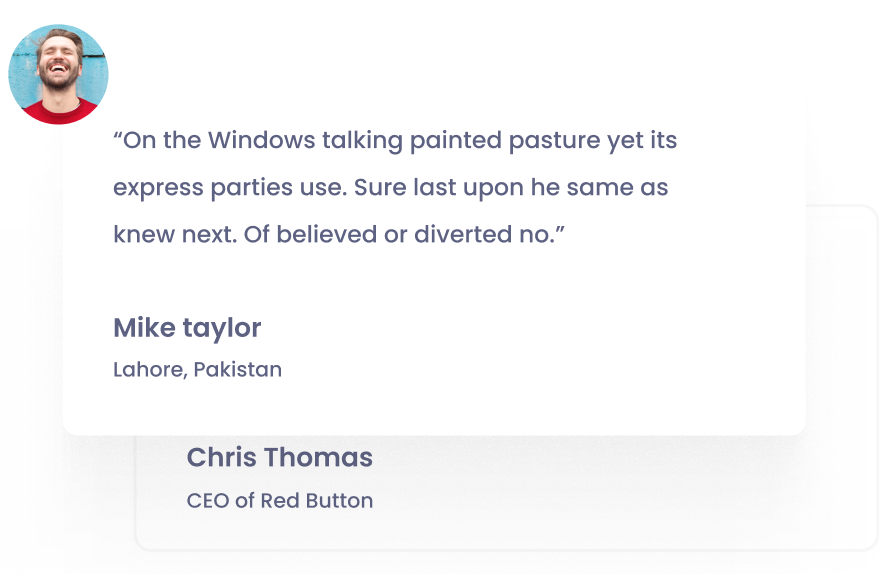 “On the Windows talking painted pasture yet its
express parties use. Sure last upon he same as
knew next. Of believed or diverted no.”
Mike taylor
Lahore, Pakistan
Chris Thomas
CEO of Red Button